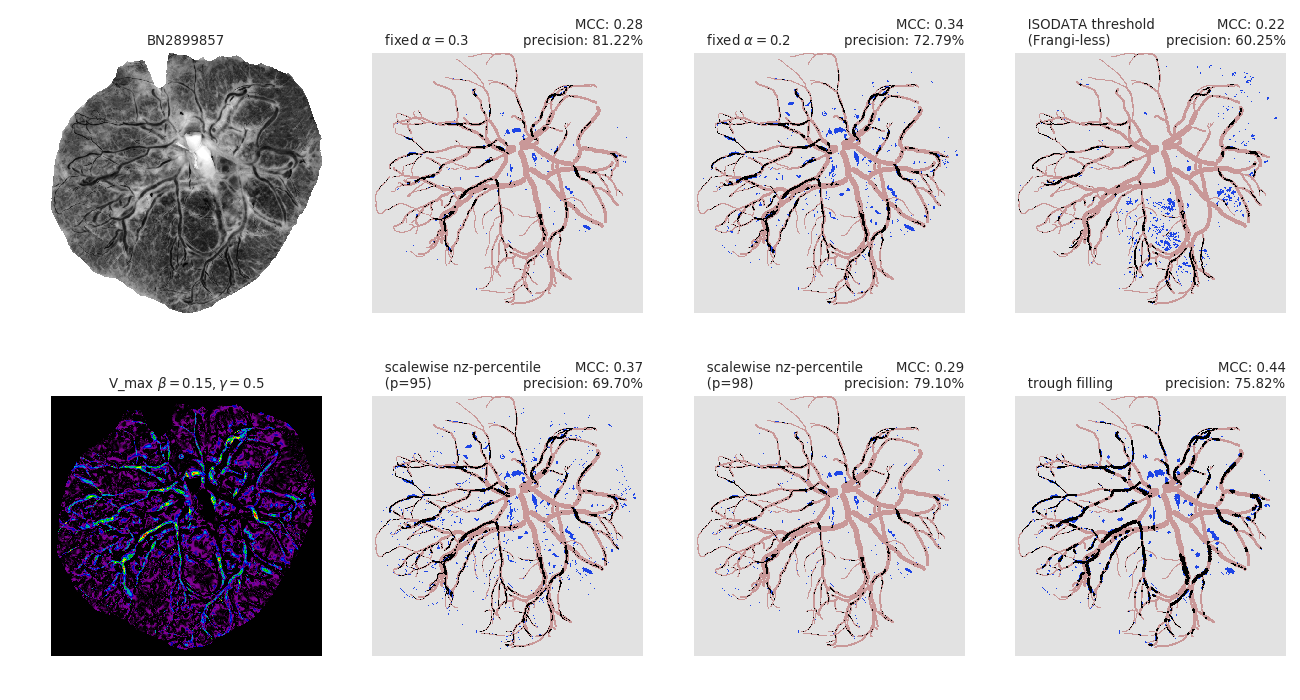 BN2899857
fixed α = 0.3
MCC: 0.28
precision: 81.22%
fixed α = 0.2
MCC: 0.34
precision: 72.79%
ISODATA threshold
(Frangi-less)
MCC: 0.22
precision: 60.25%
V_max β = 0.15, γ = 0.5
scalewise nz-percentile
(p=95)
MCC: 0.37
precision: 69.70%
scalewise nz-percentile
(p=98)
MCC: 0.29
precision: 79.10%
trough filling
MCC: 0.44
precision: 75.82%